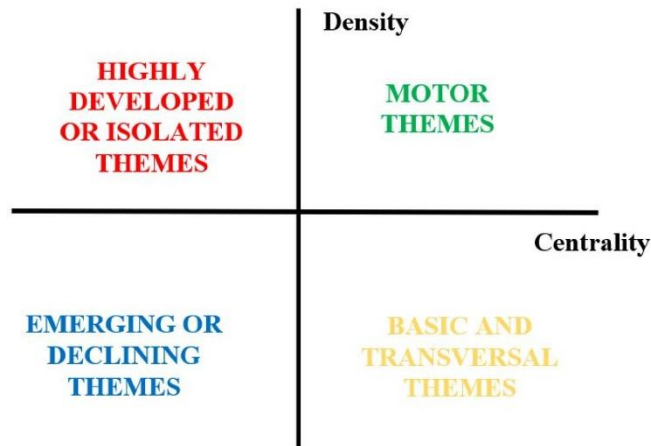 Density
HIGHLY
DEVELOPED
OR ISOLATED
THEMES
MOTOR
THEMES
Centrality
EMERGING OR
DECLINING
THEMES
BASIC AND
TRANSVERSAL
THEMES